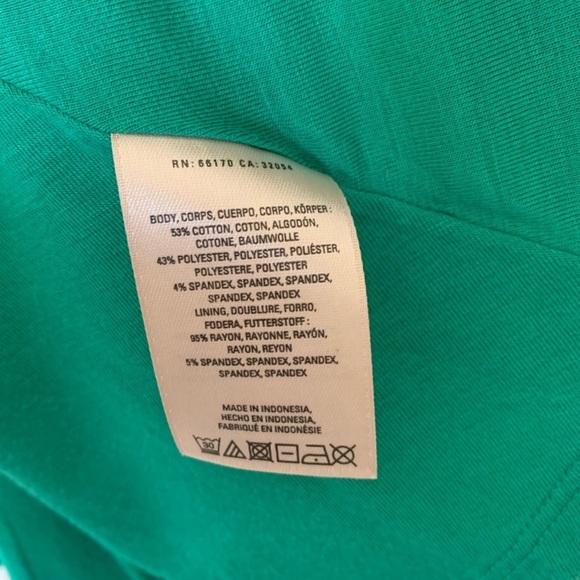 RN: 66170 CA: 32054
BODY, CORPS, CUERPO, CORPO, KÖRPER :
53% COTTON, COTON, ALGODÓN,
COTONE, BAUMWOLLE
43% POLYESTER, POLYESTER, POLIÉSTER,
POLYESTERE, POLYESTER
4% SPANDEX, SPANDEX, SPANDEX,
SPANDEX, SPANDEX
LINING, DOUBLURE, FORRO,
FODERA, FUTTERSTOFF :
95% RAYON, RAYONNE, RAYÓN,
RAYON, REYON
5% SPANDEX, SPANDEX, SPANDEX,
SPANDEX, SPANDEX
MADE IN INDONESIA,
HECHO EN INDONESIA,
FABRIQUÉ EN INDONÉSIE
30